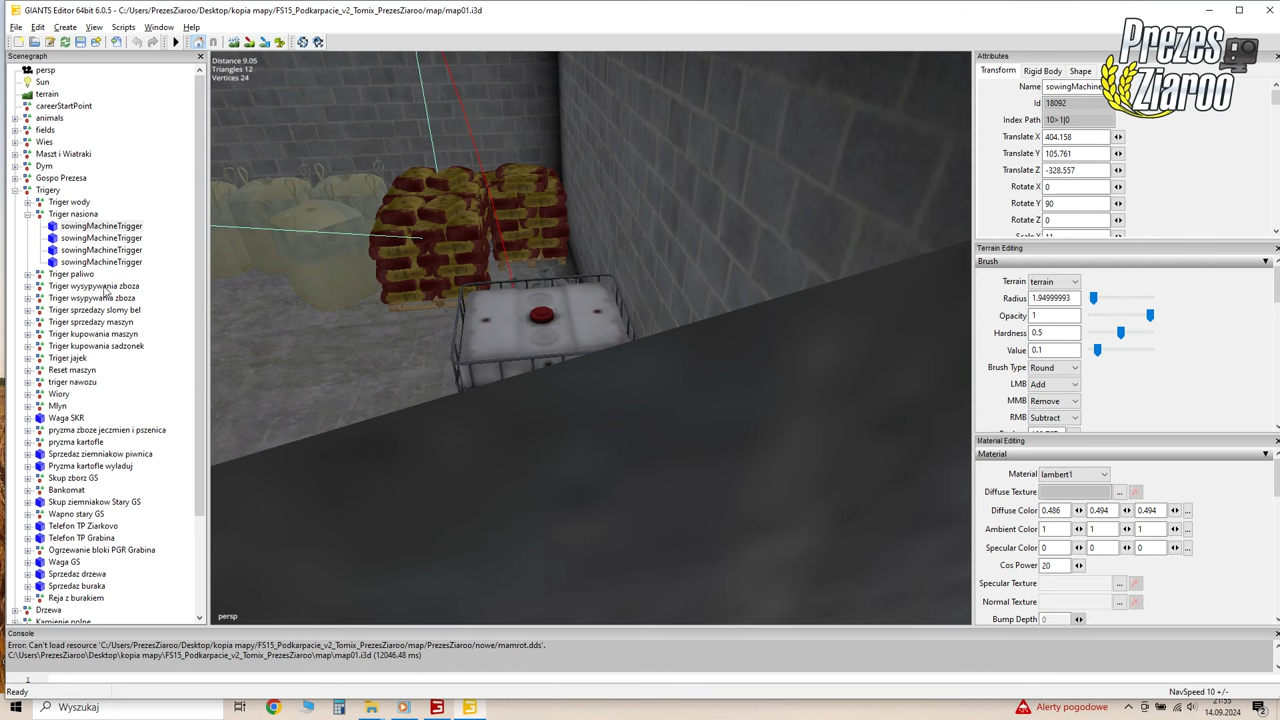 GIANTS Editor 64bit 6.0.5 - C:/Users/PrezesZiaroo/Desktop/kopia mapy/FS15_Podkarpacie_v2_Tomix_PrezesZiaroo/map/map01.i3d
File Edit Create View Scripts Window Help
Scenegraph
persp
Sun
terrain
careerStartPoint
animals
fields
Wies
Maszt i Wiatraki
Dym
Gospo Prezesa
Trigery
Triger wody
Triger nasiona
sowingMachineTrigger
sowingMachineTrigger
sowingMachineTrigger
sowingMachineTrigger
Triger paliwo
Triger wysypywania zboza
Triger wsypywania zboza
Triger sprzedazy slomy bel
Triger sprzedazy maszyn
Triger kupowania maszyn
Triger kupowania sadzonek
Triger jajek
Reset maszyn
triger nawozu
Wiory
Mlyn
Waga SKR
pryzma zboze jeczmien i pszenica
pryzma kartofle
Sprzedaz ziemniakow piwnica
Pryzma kartofle wyladuj
Skup zborz GS
Bankomat
Skup ziemniakow Stary GS
Wapno stary GS
Telefon TP Ziarkovo
Telefon TP Grabina
Ogrzewanie bloki PGR Grabina
Waga GS
Sprzedaz drzewa
Sprzedaz buraka
Reja z burakiem
Drzewa
Kamienie polne
Distance 9.05
Triangles 12
Vertices 24
persp
Prezes
Ziaroo
Attributes
Transform Rigid Body Shape
Name sowingMachine
Id 18092
Index Path 10>1|0
Translate X 404.158
Translate Y 105.761
Translate Z -328.557
Rotate X 0
Rotate Y 90
Rotate Z 0
Scale X 11
Terrain Editing
Brush
Terrain: terrain
Radius 1.94999993
Opacity 1
Hardness 0.5
Value 0.1
Brush Type Round
LMB Add
MMB Remove
RMB Subtract
Material Editing
Material
Material lambert1
Diffuse Texture ...
Diffuse Color 0.486 0.494 0.494 ...
Ambient Color 1 1 1 ...
Specular Color 0 0 0 ...
Cos Power 20
Specular Texture ...
Normal Texture ...
Bump Depth 0
Console
Error: Can't load resource 'C:/Users/PrezesZiaroo/Desktop/kopia mapy/FS15_Podkarpacie_v2_Tomix_PrezesZiaroo/map/PrezesZiaroo/nowe/mamrot.dds'.
C:\Users\PrezesZiaroo\Desktop\kopia mapy\FS15_Podkarpacie_v2_Tomix_PrezesZiaroo\map\map01.i3d (12046.48 ms)
1
Ready
NavSpeed 10 +/-
Wyszukaj
Alerty pogodowe
21:55
14.09.2024
2